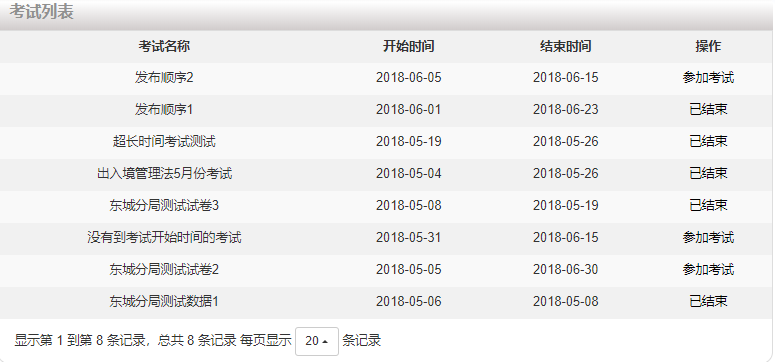 考试列表
考试名称 开始时间 结束时间 操作
发布顺序2 2018-06-05 2018-06-15 参加考试
发布顺序1 2018-06-01 2018-06-23 已结束
超长时间考试测试 2018-05-19 2018-05-26 已结束
出入境管理法5月份考试 2018-05-04 2018-05-26 已结束
东城分局测试试卷3 2018-05-08 2018-05-19 已结束
没有到考试开始时间的考试 2018-05-31 2018-06-15 参加考试
东城分局测试试卷2 2018-05-05 2018-06-30 参加考试
东城分局测试数据1 2018-05-06 2018-05-08 已结束
显示第 1 到第 8 条记录，总共 8 条记录 每页显示 20 条记录